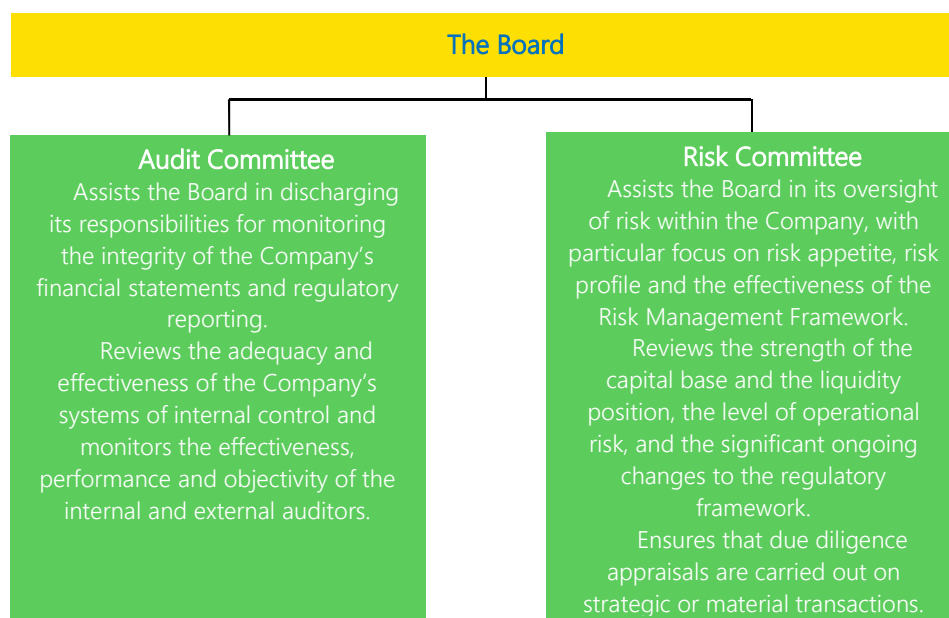 The Board
Audit Committee
Assists the Board in discharging
its responsibilities for monitoring
the integrity of the Company’s
financial statements and regulatory
reporting.
Reviews the adequacy and
effectiveness of the Company’s
systems of internal control and
monitors the effectiveness,
performance and objectivity of the
internal and external auditors.
Risk Committee
Assists the Board in its oversight
of risk within the Company, with
particular focus on risk appetite, risk
profile and the effectiveness of the
Risk Management Framework.
Reviews the strength of the
capital base and the liquidity
position, the level of operational
risk, and the significant ongoing
changes to the regulatory
framework.
Ensures that due diligence
appraisals are carried out on
strategic or material transactions.